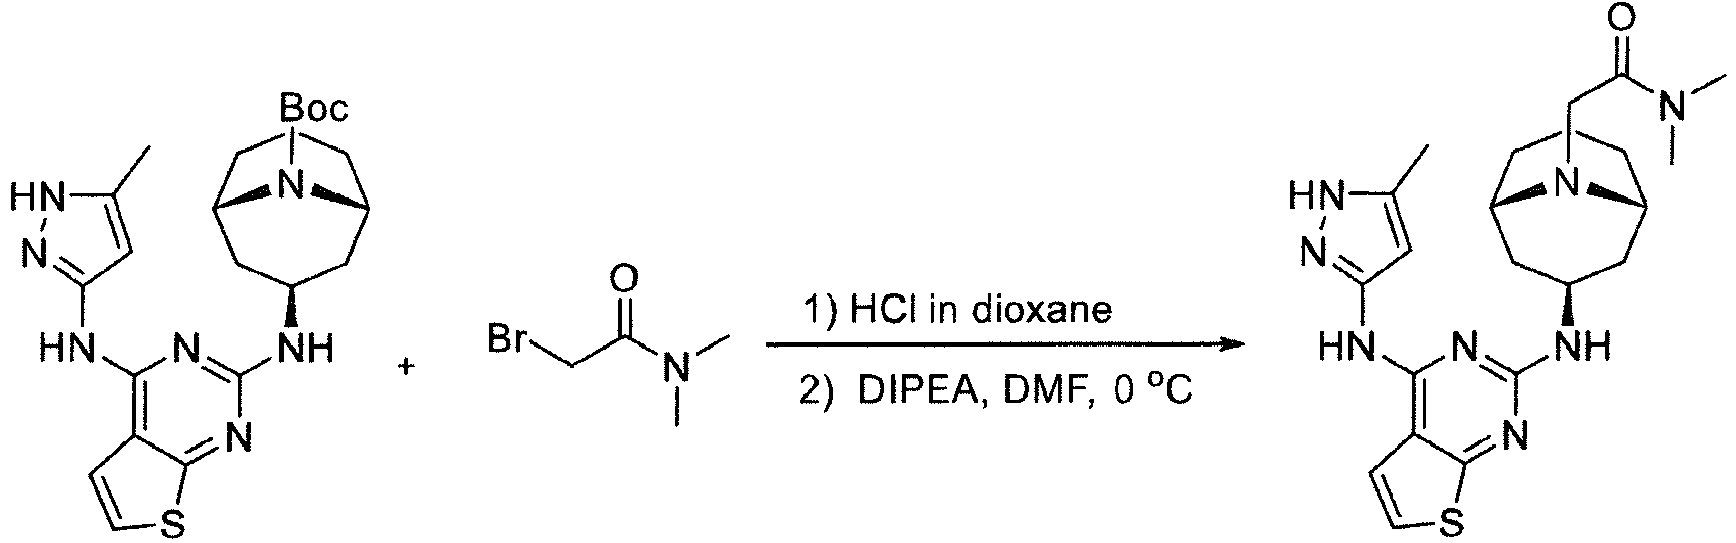 O
Boc
N
N
HN
HN
N
N
N
O
HN
N
NH
Br
N
+
1) HCl in dioxane
2) DIPEA, DMF, 0 °C
HN
N
NH
N
N
S
S